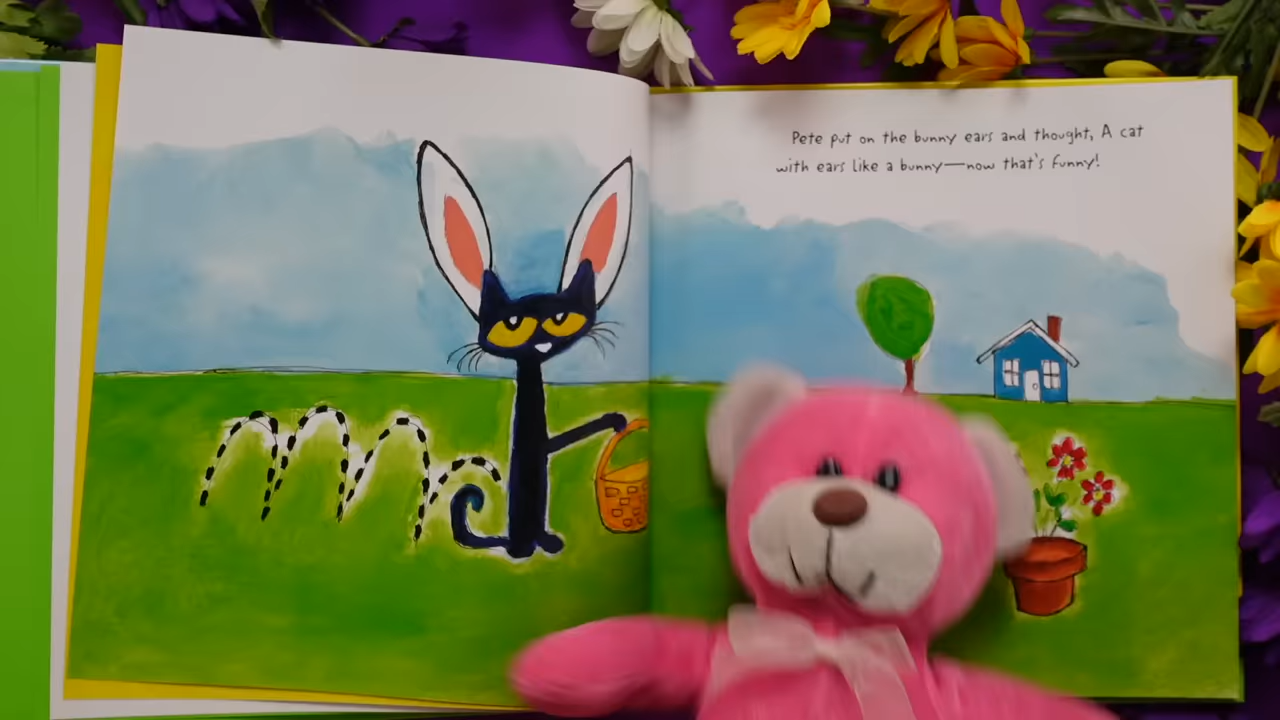 Pete put on the bunny ears and thought, A cat
with ears like a bunny—now that's funny!